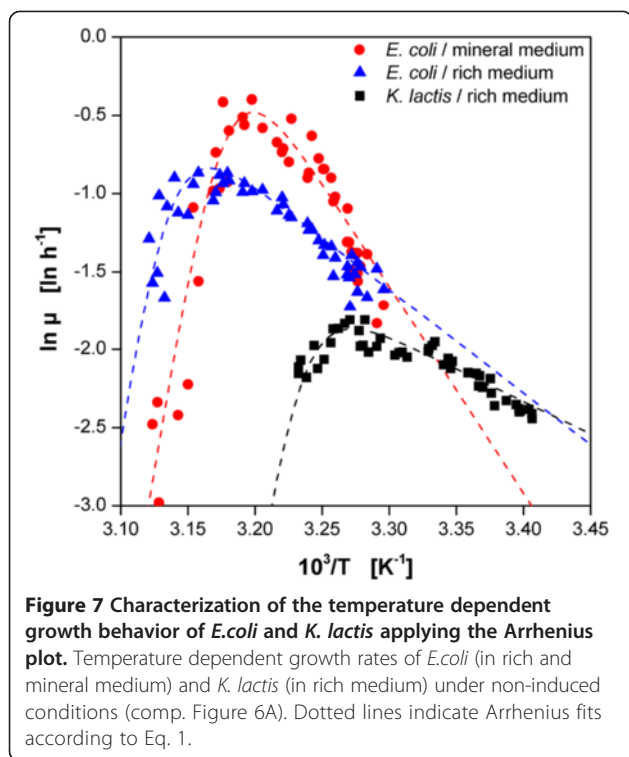 0.0
-0.5
-1.0
-1.5
-2.0
-2.5
-3.0
ln µ [ln h⁻¹]
E. coli / mineral medium
E. coli / rich medium
K. lactis / rich medium
3.10 3.15 3.20 3.25 3.30 3.35 3.40 3.45
10³/T [K⁻¹]
Figure 7 Characterization of the temperature dependent
growth behavior of E.coli and K. lactis applying the Arrhenius
plot. Temperature dependent growth rates of E.coli (in rich and
mineral medium) and K. lactis (in rich medium) under non-induced
conditions (comp. Figure 6A). Dotted lines indicate Arrhenius fits
according to Eq. 1.